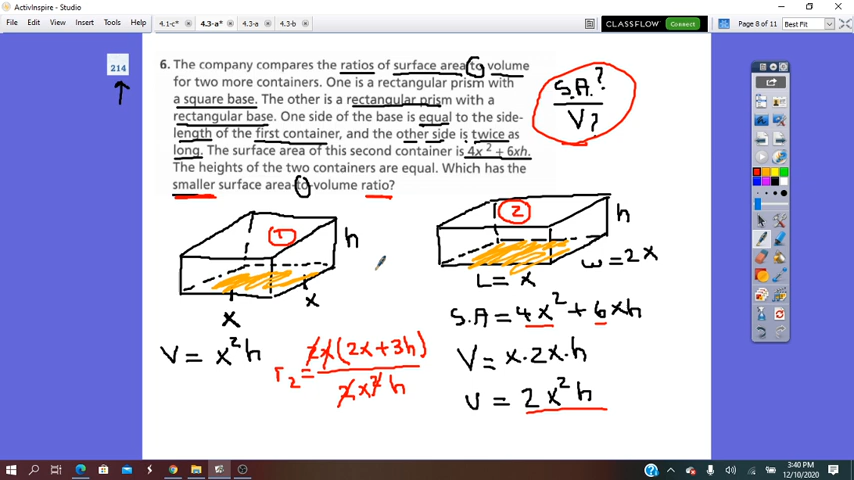 ActivInspire - Studio
File Edit View Insert Tools Help
4.1-c* 4.3-a* 4.3-a 4.3-b
CLASSFLOW Connect
Page 8 of 11 Best Fit
214
6. The company compares the ratios of surface area to volume
for two more containers. One is a rectangular prism with
a square base. The other is a rectangular prism with a
rectangular base. One side of the base is equal to the side-
length of the first container, and the other side is twice as
long. The surface area of this second container is 4x² + 6xh.
The heights of the two containers are equal. Which has the
smaller surface area-to-volume ratio?
S.A?
V?
1
h
x
x
V = x²h
2
h
w = 2x
L = x
S.A = 4x² + 6xh
V = x·2x·h
V = 2x²h
r₂ = 2x(2x+3h)
2x²h
3:40 PM
12/10/2020